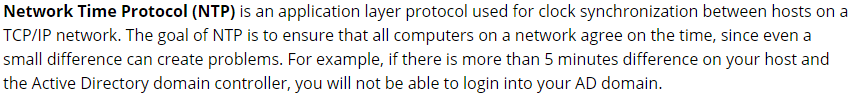 Network Time Protocol (NTP) is an application layer protocol used for clock synchronization between hosts on a
TCP/IP network. The goal of NTP is to ensure that all computers on a network agree on the time, since even a
small difference can create problems. For example, if there is more than 5 minutes difference on your host and
the Active Directory domain controller, you will not be able to login into your AD domain.